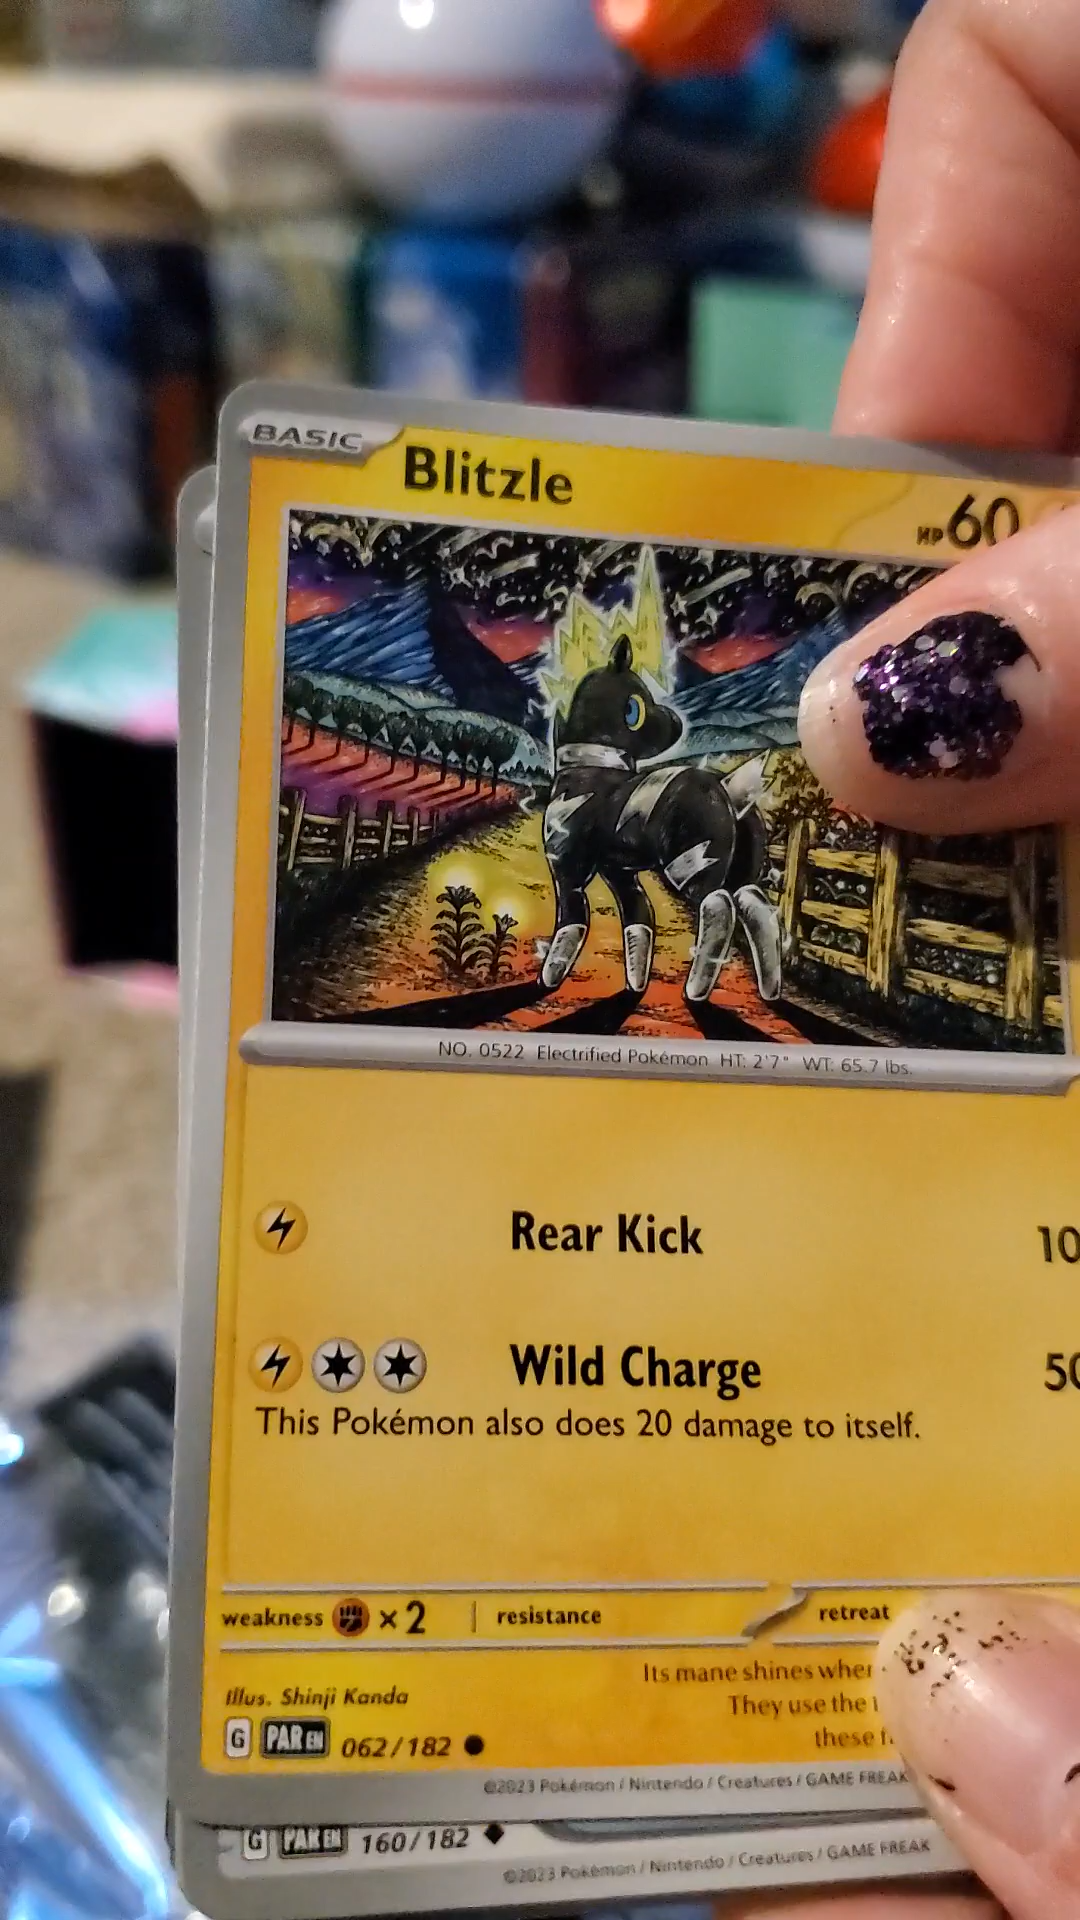 BASIC
Blitzle
HP 60
NO. 0522 Electrified Pokémon HT: 2'7" WT: 65.7 lbs.
Rear Kick 10
Wild Charge 50
This Pokémon also does 20 damage to itself.
weakness ×2 | resistance retreat
Its mane shines when
They use the
these
Illus. Shinji Kanda
G PAR EN 062/182
©2023 Pokémon / Nintendo / Creatures / GAME FREAK
G PAR EN 160/182
©2023 Pokémon / Nintendo / Creatures / GAME FREAK